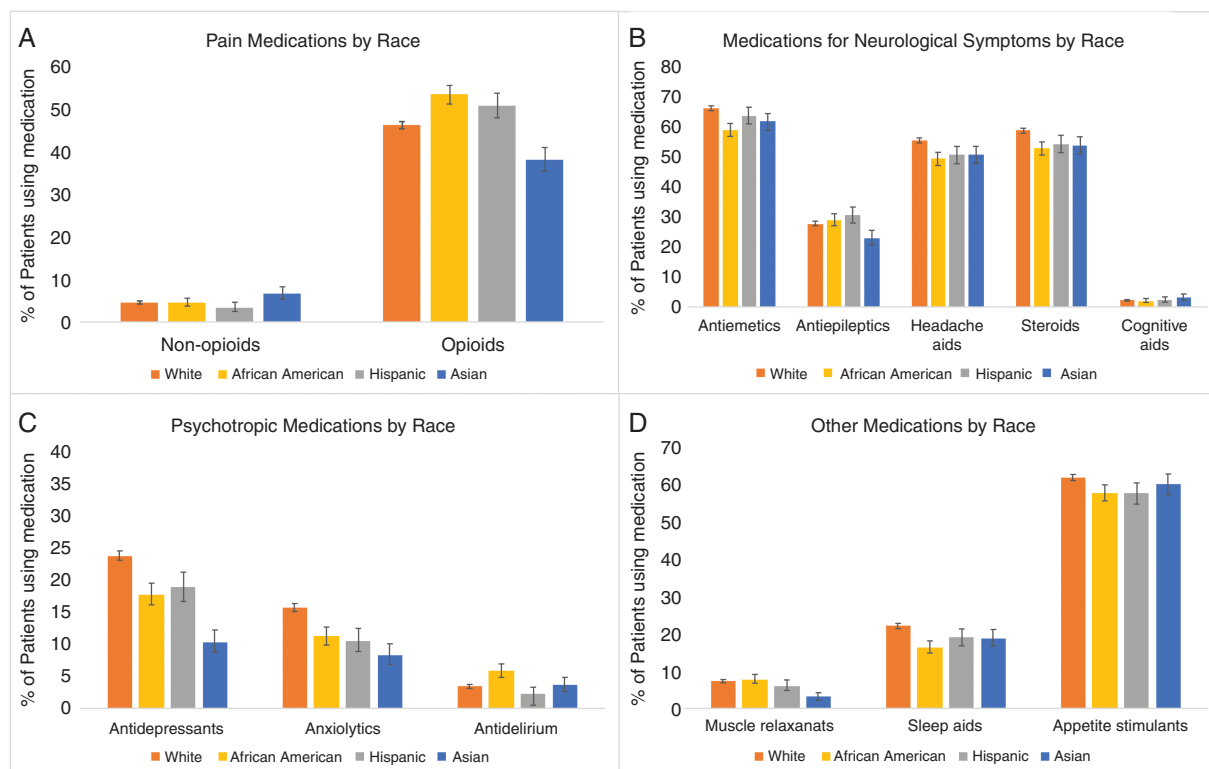 A
Pain Medications by Race
% of Patients using medication
60
50
40
30
20
10
0
Non-opioids
Opioids
White African American Hispanic Asian
B
Medications for Neurological Symptoms by Race
% of Patients using medication
80
70
60
50
40
30
20
10
0
Antiemetics
Antiepileptics
Headache
aids
Steroids
Cognitive
aids
White African American Hispanic Asian
C
Psychotropic Medications by Race
% of Patients using medication
40
35
30
25
20
15
10
5
0
Antidepressants
Anxiolytics
Antidelirium
White African American Hispanic Asian
D
Other Medications by Race
% of Patients using medication
70
60
50
40
30
20
10
0
Muscle relaxanats
Sleep aids
Appetite stimulants
White African American Hispanic Asian